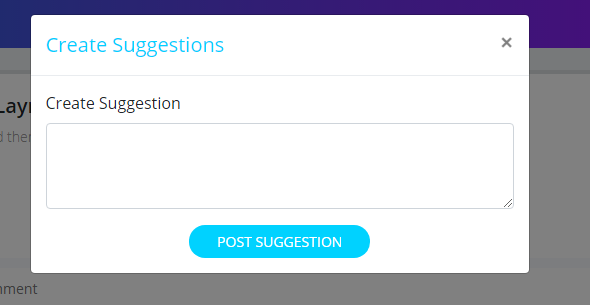 Create Suggestions ×
Create Suggestion
POST SUGGESTION